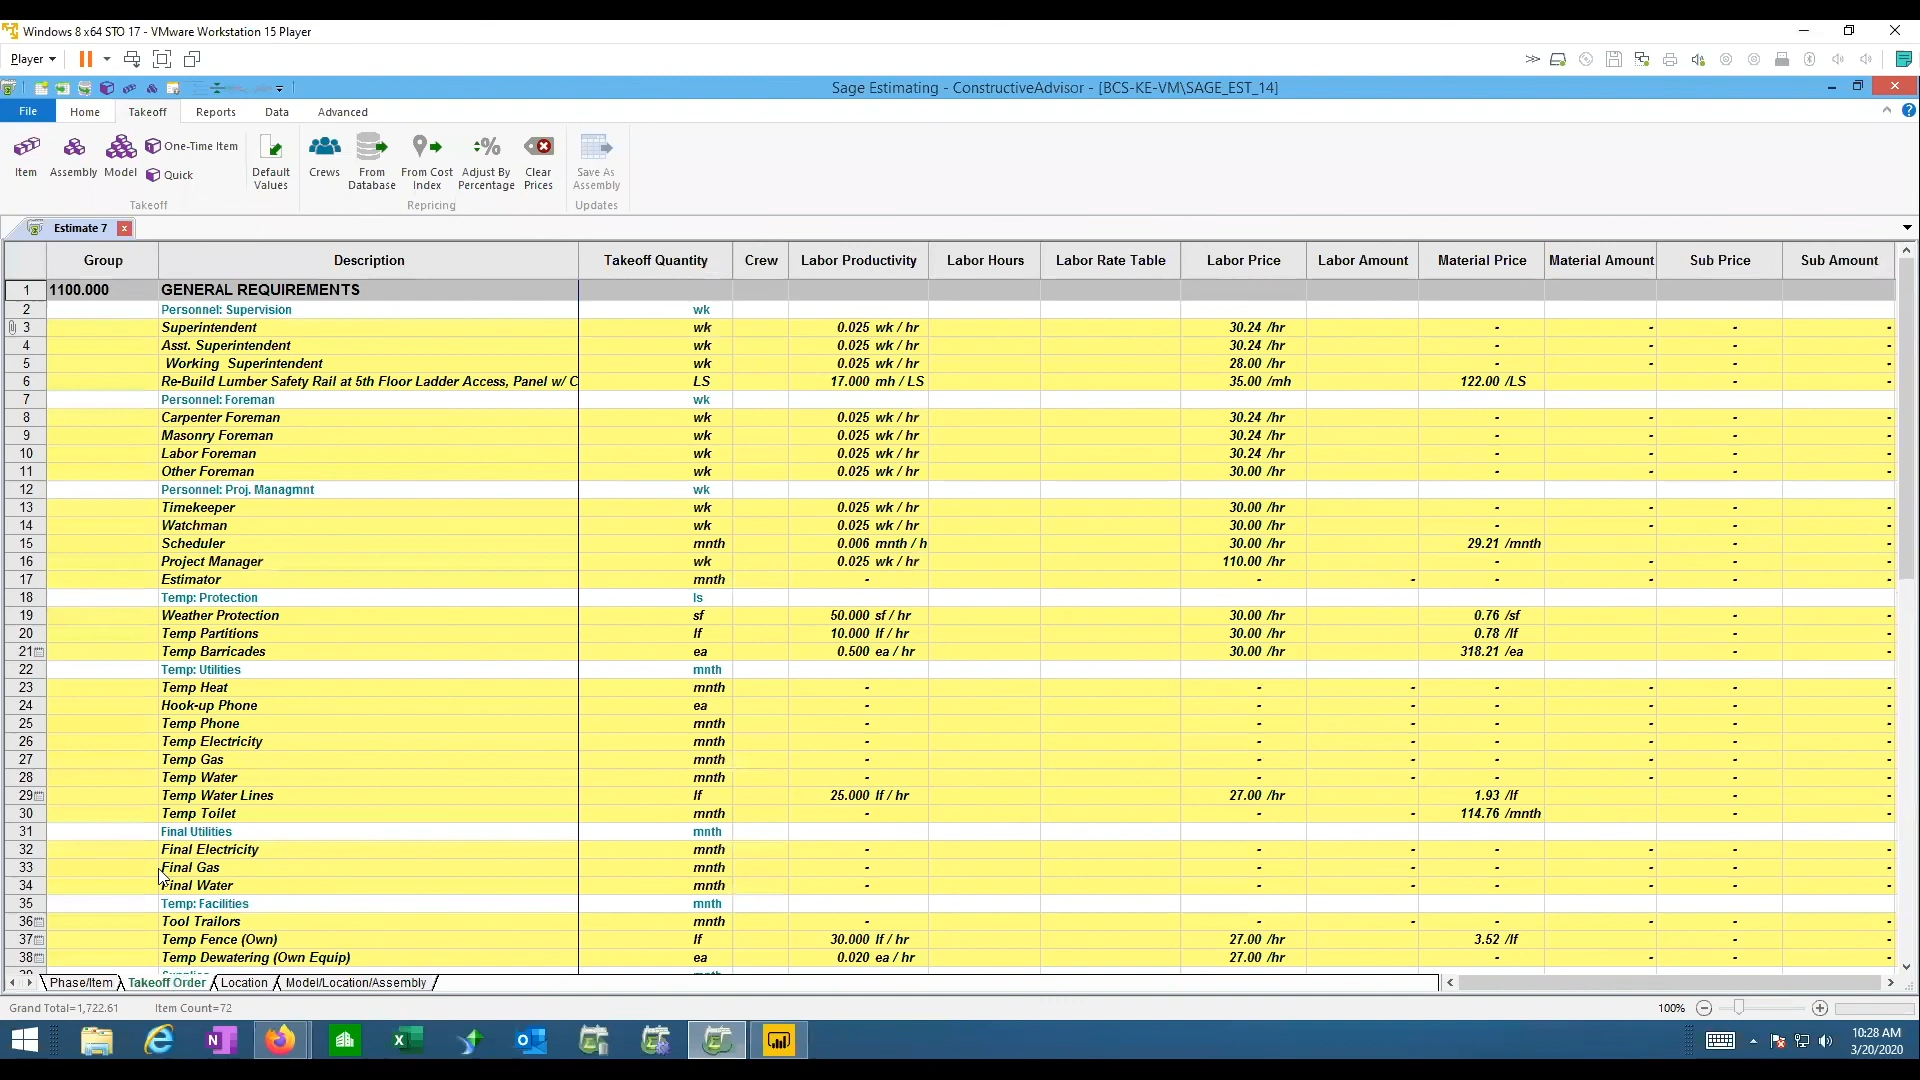 Windows 8 x64 STO 17 - VMware Workstation 15 Player
Player
Sage Estimating - ConstructiveAdvisor - [BCS-KE-VM\SAGE_EST_14]
File Home Takeoff Reports Data Advanced
Item Assembly Model One-Time Item Quick Default Values Crews From Database From Cost Index Adjust By Percentage Clear Prices Save As Assembly
Takeoff Repricing Updates
Estimate 7
Group Description Takeoff Quantity Crew Labor Productivity Labor Hours Labor Rate Table Labor Price Labor Amount Material Price Material Amount Sub Price Sub Amount
1 1100.000 GENERAL REQUIREMENTS
2 Personnel: Supervision wk
3 Superintendent wk 0.025 wk / hr 30.24 /hr - - - -
4 Asst. Superintendent wk 0.025 wk / hr 30.24 /hr - - - -
5 Working Superintendent wk 0.025 wk / hr 28.00 /hr - - - -
6 Re-Build Lumber Safety Rail at 5th Floor Ladder Access, Panel w/ C LS 17.000 mh / LS 35.00 /mh 122.00 /LS - -
7 Personnel: Foreman wk
8 Carpenter Foreman wk 0.025 wk / hr 30.24 /hr - - - -
9 Masonry Foreman wk 0.025 wk / hr 30.24 /hr - - - -
10 Labor Foreman wk 0.025 wk / hr 30.24 /hr - - - -
11 Other Foreman wk 0.025 wk / hr 30.00 /hr - - - -
12 Personnel: Proj. Managmnt wk
13 Timekeeper wk 0.025 wk / hr 30.00 /hr - - - -
14 Watchman wk 0.025 wk / hr 30.00 /hr - - - -
15 Scheduler mnth 0.006 mnth / h 30.00 /hr 29.21 /mnth - -
16 Project Manager wk 0.025 wk / hr 110.00 /hr - - - -
17 Estimator mnth - - - - - - -
18 Temp: Protection ls
19 Weather Protection sf 50.000 sf / hr 30.00 /hr 0.76 /sf - -
20 Temp Partitions lf 10.000 lf / hr 30.00 /hr 0.78 /lf - -
21 Temp Barricades ea 0.500 ea / hr 30.00 /hr 318.21 /ea - -
22 Temp: Utilities mnth
23 Temp Heat mnth - - - - - - -
24 Hook-up Phone ea - - - - - - -
25 Temp Phone mnth - - - - - - -
26 Temp Electricity mnth - - - - - - -
27 Temp Gas mnth - - - - - - -
28 Temp Water mnth - - - - - - -
29 Temp Water Lines lf 25.000 lf / hr 27.00 /hr 1.93 /lf - -
30 Temp Toilet mnth - - - 114.76 /mnth - -
31 Final Utilities mnth
32 Final Electricity mnth - - - - - - -
33 Final Gas mnth - - - - - - -
34 Final Water mnth - - - - - - -
35 Temp: Facilities mnth
36 Tool Trailors mnth - - - - - - -
37 Temp Fence (Own) lf 30.000 lf / hr 27.00 /hr 3.52 /lf - -
38 Temp Dewatering (Own Equip) ea 0.020 ea / hr 27.00 /hr - - - -
Phase/Item Takeoff Order Location Model/Location/Assembly
Grand Total=1,722.61 Item Count=72 100%
10:28 AM
3/20/2020